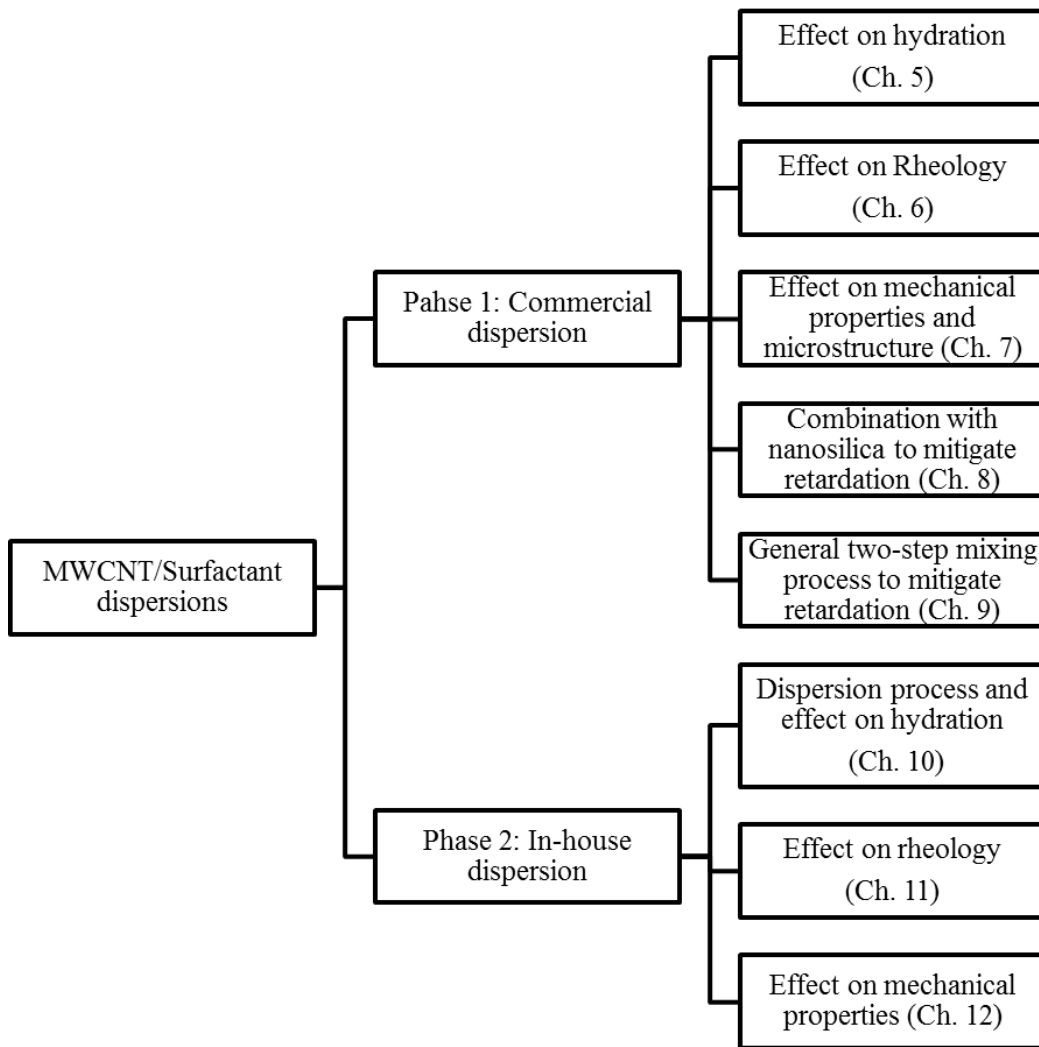 MWCNT/Surfactant
dispersions
Pahse 1: Commercial
dispersion
Effect on hydration
(Ch. 5)
Effect on Rheology
(Ch. 6)
Effect on mechanical
properties and
microstructure (Ch. 7)
Combination with
nanosilica to mitigate
retardation (Ch. 8)
General two-step mixing
process to mitigate
retardation (Ch. 9)
Phase 2: In-house
dispersion
Dispersion process and
effect on hydration
(Ch. 10)
Effect on rheology
(Ch. 11)
Effect on mechanical
properties (Ch. 12)